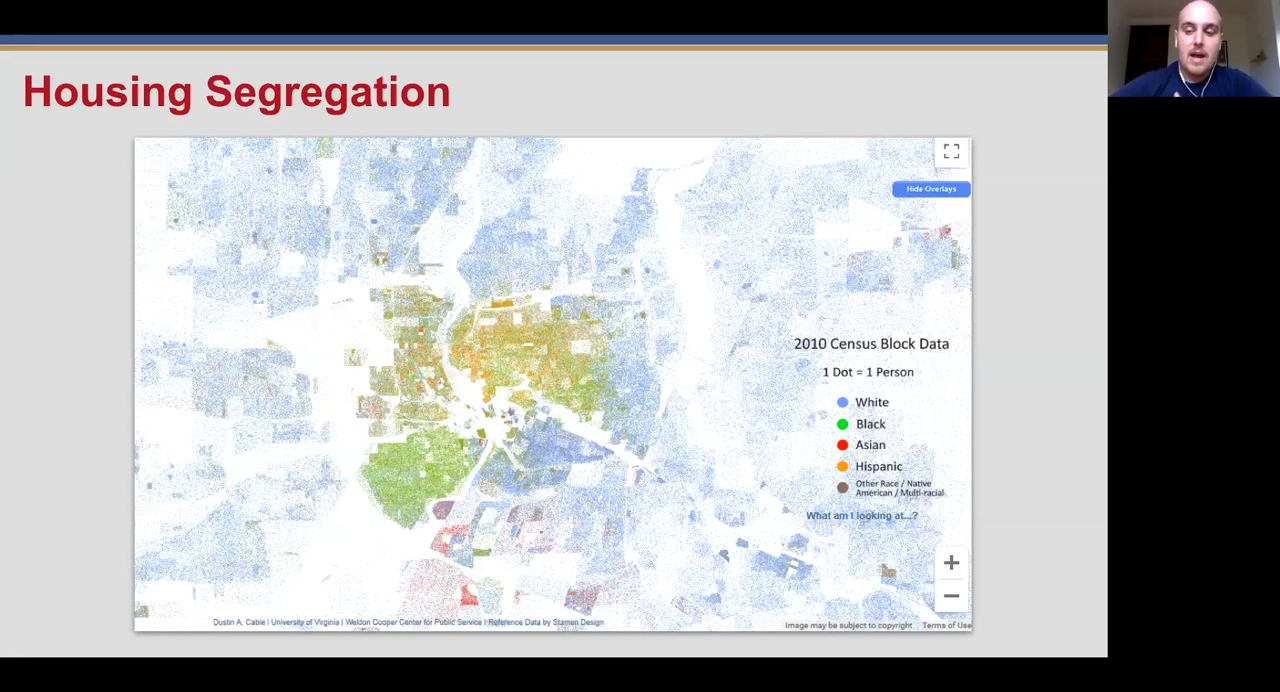 Housing Segregation
Hide Overlays
2010 Census Block Data
1 Dot = 1 Person
White
Black
Asian
Hispanic
Other Race / Native
American / Multi-racial
What am I looking at...?
+
−
Dustin A. Cable | University of Virginia | Weldon Cooper Center for Public Service | Reference Data by Stamen Design
Image may be subject to copyright Terms of Use